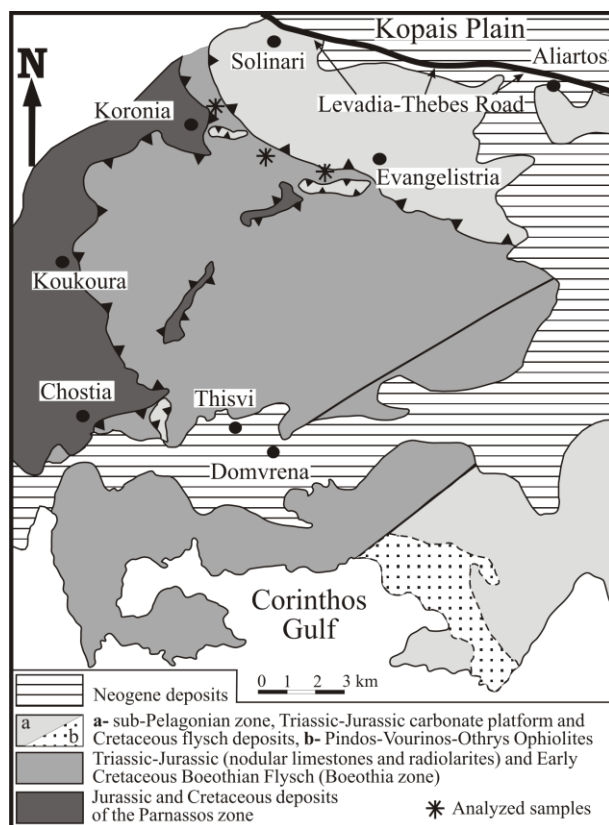 Kopais Plain
Solinari
Aliartos
N
Levadia-Thebes Road
Koronia
Evangelistria
Koukoura
Chostia
Thisvi
Domvrena
Corinthos
Gulf
0 1 2 3 km
Neogene deposits
a b
a- sub-Pelagonian zone, Triassic-Jurassic carbonate platform and
Cretaceous flysch deposits, b- Pindos-Vourinos-Othrys Ophiolites
Triassic-Jurassic (nodular limestones and radiolarites) and Early
Cretaceous Boeothian Flysch (Boeothia zone)
Jurassic and Cretaceous deposits
of the Parnassos zone
Analyzed samples